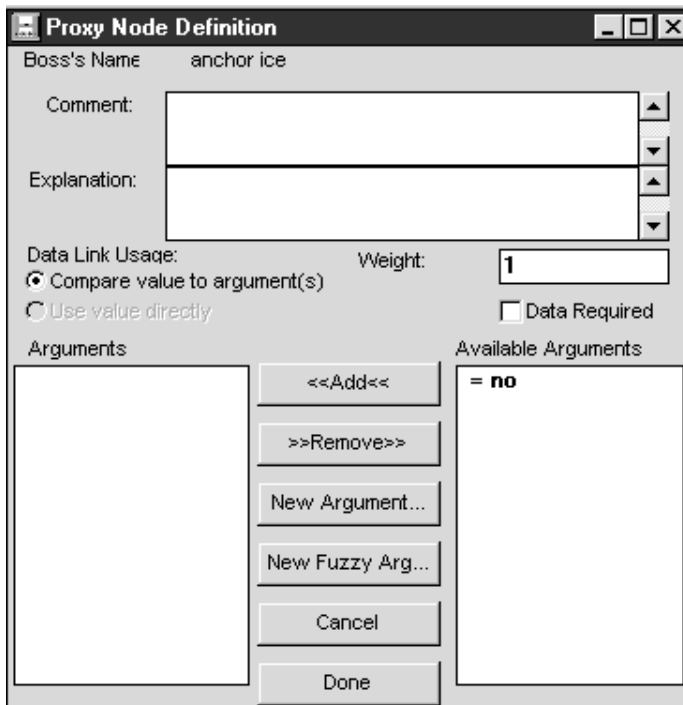 Proxy Node Definition
Boss's Name anchor ice
Comment:
Explanation:
Data Link Usage:
Weight: 1
Compare value to argument(s)
Use value directly
Data Required
Arguments
Available Arguments
<<Add<<
= no
>>Remove>>
New Argument...
New Fuzzy Arg...
Cancel
Done